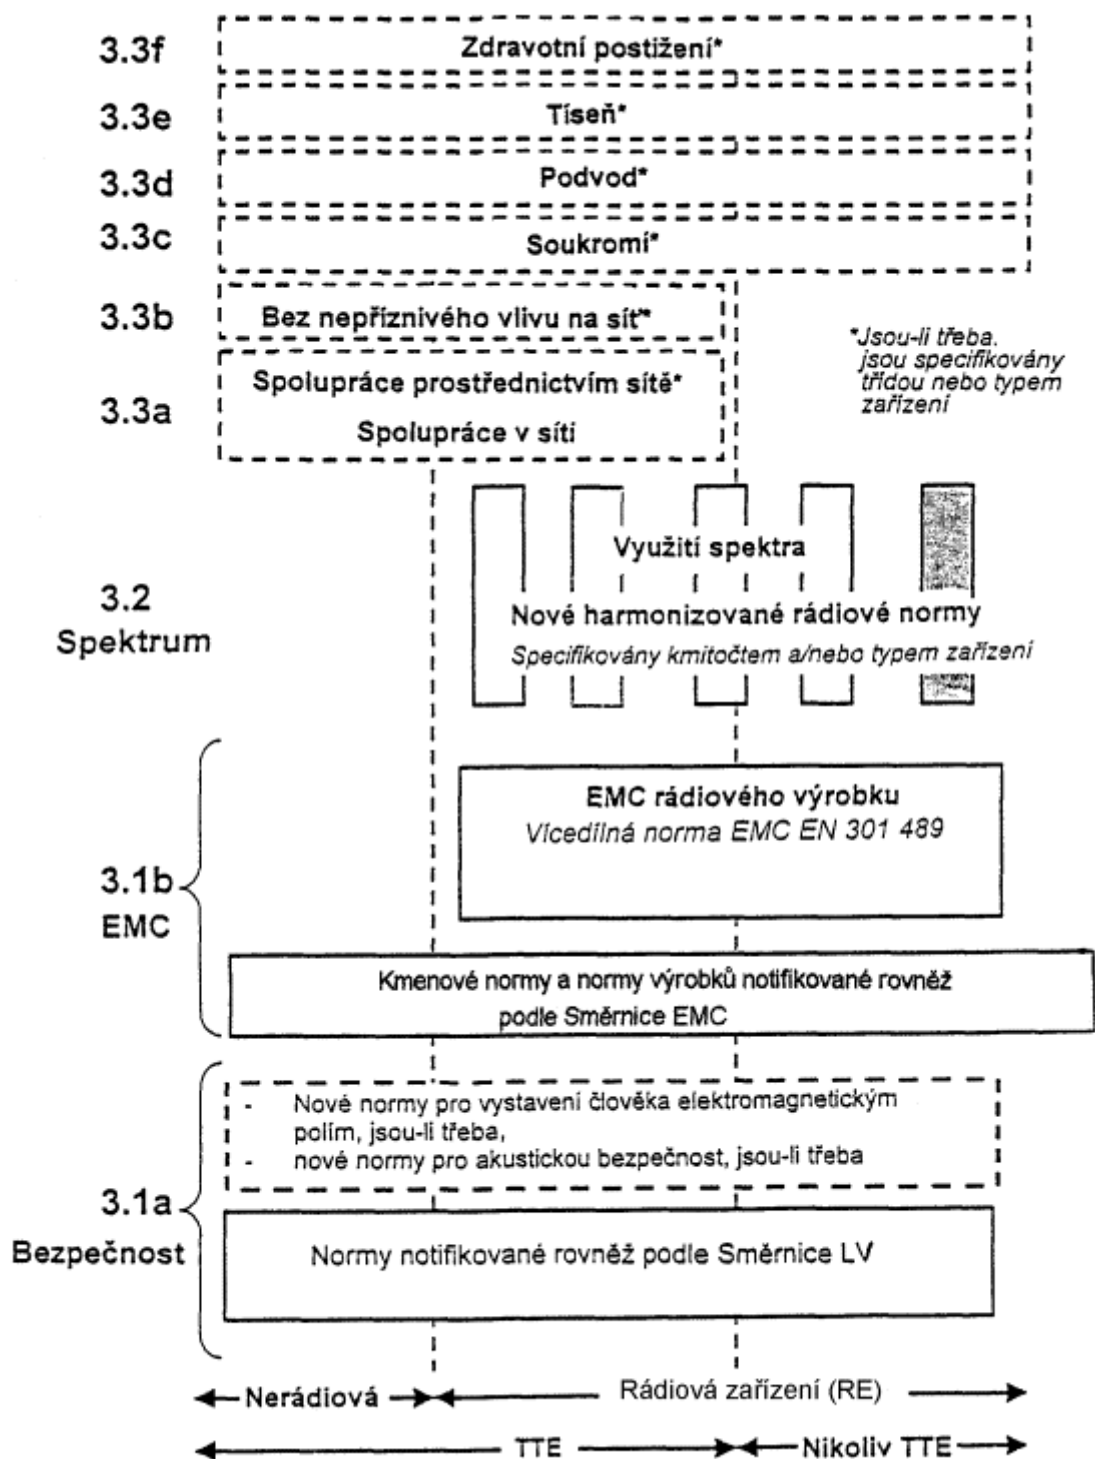 3.3f
Zdravotní postižení*
3.3e
Tíseň*
3.3d
Podvod*
3.3c
Soukromí*
3.3b
Bez nepříznivého vlivu na síť*
3.3a
Spolupráce prostřednictvím sítě*
Spolupráce v síti
*Jsou-li třeba.
jsou specifikovány
třídou nebo typem
zařízení
3.2
Spektrum
Využití spektra
Nové harmonizované rádiové normy
Specifikovány kmitočtem a/nebo typem zařízení
3.1b
EMC
EMC rádiového výrobku
Vícedílná norma EMC EN 301 489
Kmenové normy a normy výrobků notifikované rovněž
podle Směrnice EMC
3.1a
Bezpečnost
- Nové normy pro vystavení člověka elektromagnetickým
polím, jsou-li třeba,
- nové normy pro akustickou bezpečnost, jsou-li třeba
Normy notifikované rovněž podle Směrnice LV
Nerádiová
Rádiová zařízení (RE)
TTE
Nikoliv TTE